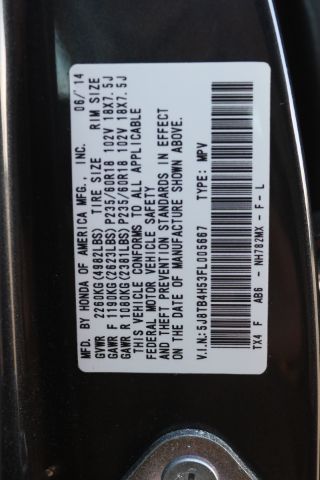 MFD. BY HONDA OF AMERICA MFG., INC. 06/14
GVWR 2260KG(4982LBS) TIRE SIZE RIM SIZE
GAWR F 1190KG(2623LBS) P235/60R18 102V 18X7.5J
GAWR R 1080KG(2381LBS) P235/60R18 102V 18X7.5J
THIS VEHICLE CONFORMS TO ALL APPLICABLE
FEDERAL MOTOR VEHICLE SAFETY
AND THEFT PREVENTION STANDARDS IN EFFECT
ON THE DATE OF MANUFACTURE SHOWN ABOVE.
V.I.N.:5J8TB4H53FL005667 TYPE: MPV
TX4 F AB6 - NH782MX - F - L